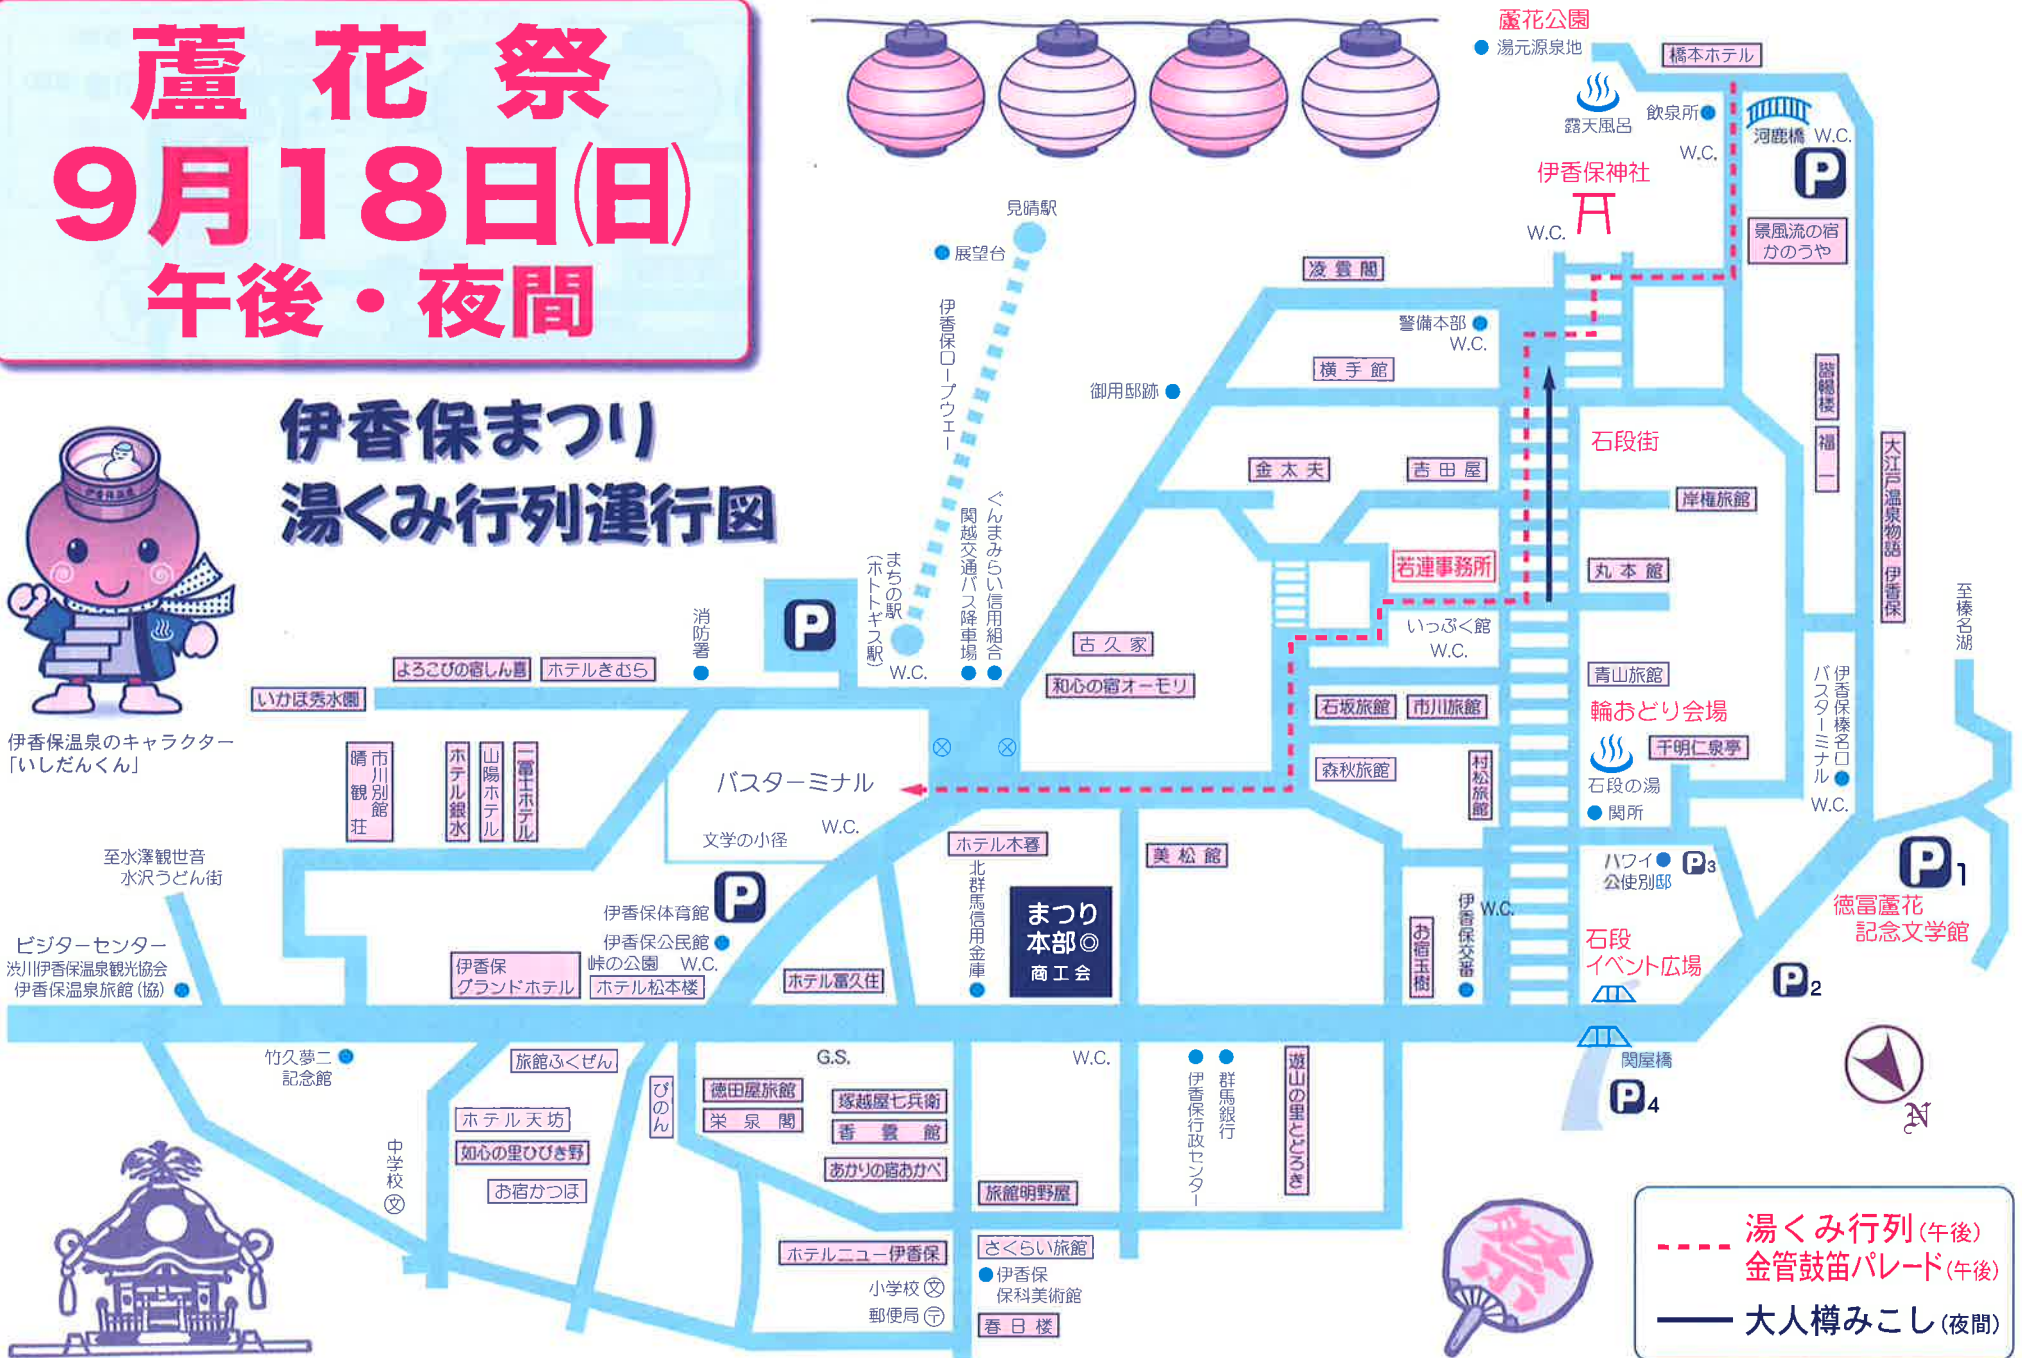 蘆花祭
9月18日(日)
午後・夜間
伊香保まつり
湯くみ行列運行図
伊香保温泉
伊香保温泉のキャラクター
「いしだんくん」
蘆花公園
湯元源泉地
橋本ホテル
露天風呂
飲泉所
W.C.
河鹿橋
W.C.
P
伊香保神社
W.C.
景風流の宿
かのうや
見晴駅
展望台
伊香保ロープウェー
凌雲閣
警備本部
W.C.
横手館
御用邸跡
石段街
金太夫
吉田屋
岸権旅館
福一
大江戸温泉物語 伊香保
至榛名湖
若連事務所
丸本館
いっぷく館
W.C.
古久家
和心の宿オーモリ
青山旅館
石坂旅館
市川旅館
輪おどり会場
森秋旅館
村松旅館
千明仁泉亭
石段の湯
関所
伊香保榛名口
バスターミナル
W.C.
ぐんまみらい信用組合
関越交通バス降車場
まちの駅
(ホトトギス駅)
W.C.
P
消防署
よろこびの宿しん喜
ホテルきむら
いかほ秀水園
市川別館
晴観荘
ホテル銀水
山陽ホテル
一冨士ホテル
バスターミナル
W.C.
文学の小径
至水澤観世音
水沢うどん街
ビジターセンター
渋川伊香保温泉観光協会
伊香保温泉旅館(協)
P
伊香保体育館
伊香保公民館
峠の公園 W.C.
伊香保
グランドホテル
ホテル松本楼
ホテル冨久住
ホテル木暮
北群馬信用金庫
まつり
本部◎
商工会
美松館
お宿玉樹
伊香保交番
W.C.
ハワイ
公使別邸
P3
石段
イベント広場
P1
徳冨蘆花
記念文学館
P2
関屋橋
P4
N
竹久夢二
記念館
旅館ふくぜん
ぴのん
G.S.
W.C.
徳田屋旅館
栄泉閣
塚越屋七兵衛
香雲館
あかりの宿おかべ
ホテル天坊
如心の里ひびき野
お宿かつほ
中学校
文
伊香保行政センター
群馬銀行
遊山の里とどろき
旅館明野屋
さくらい旅館
ホテルニュー伊香保
小学校 文
郵便局 〒
伊香保
保科美術館
春日楼
祭
湯くみ行列(午後)
金管鼓笛パレード(午後)
大人樽みこし(夜間)